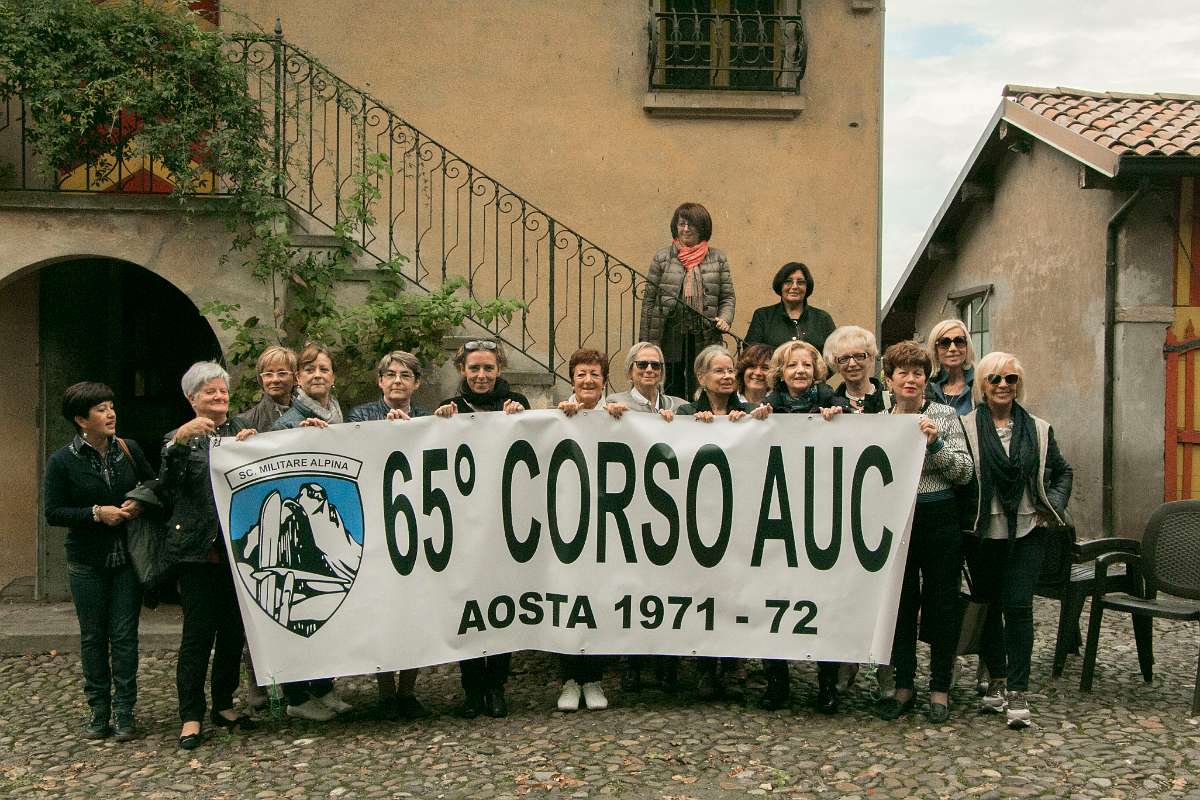 SC. MILITARE ALPINA
65° CORSO AUC
AOSTA 1971 - 72